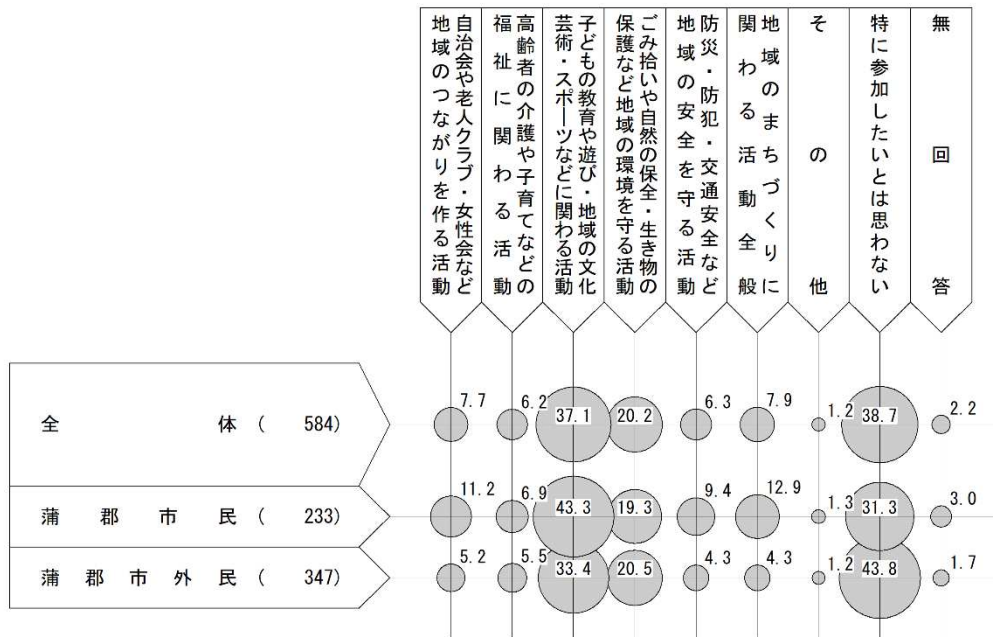 自治会や老人クラブ・女性会など
地域のつながりを作る活動
高齢者の介護や子育てなどの
福祉に関わる活動
子どもの教育や遊び・地域の文化
芸術・スポーツなどに関わる活動
ごみ拾いや自然の保全・生き物の
保護など地域の環境を守る活動
防災・防犯・交通安全など
地域の安全を守る活動
地域のまちづくりに
関わる活動全般
その他
特に参加したいとは思わない
無回答
全体(584) 7.7 6.2 37.1 20.2 6.3 7.9 1.2 38.7 2.2
蒲郡市民(233) 11.2 6.9 43.3 19.3 9.4 12.9 1.3 31.3 3.0
蒲郡市外民(347) 5.2 5.5 33.4 20.5 4.3 4.3 1.2 43.8 1.7